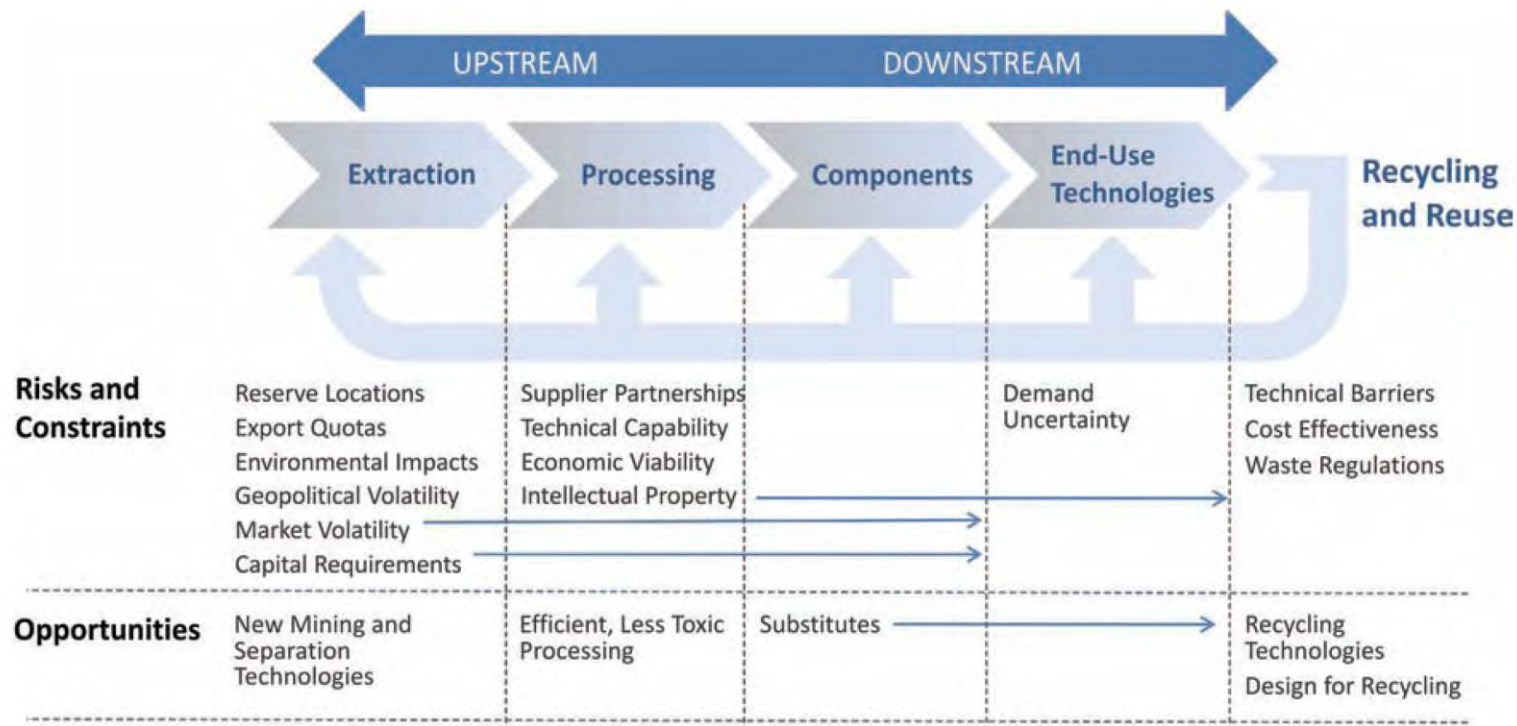 UPSTREAM
DOWNSTREAM
Extraction
Processing
Components
End-Use
Technologies
Recycling
and Reuse
Risks and
Constraints
Reserve Locations
Export Quotas
Environmental Impacts
Geopolitical Volatility
Market Volatility
Capital Requirements
Supplier Partnerships
Technical Capability
Economic Viability
Intellectual Property
Demand
Uncertainty
Technical Barriers
Cost Effectiveness
Waste Regulations
Opportunities
New Mining and
Separation
Technologies
Efficient, Less Toxic
Processing
Substitutes
Recycling
Technologies
Design for Recycling